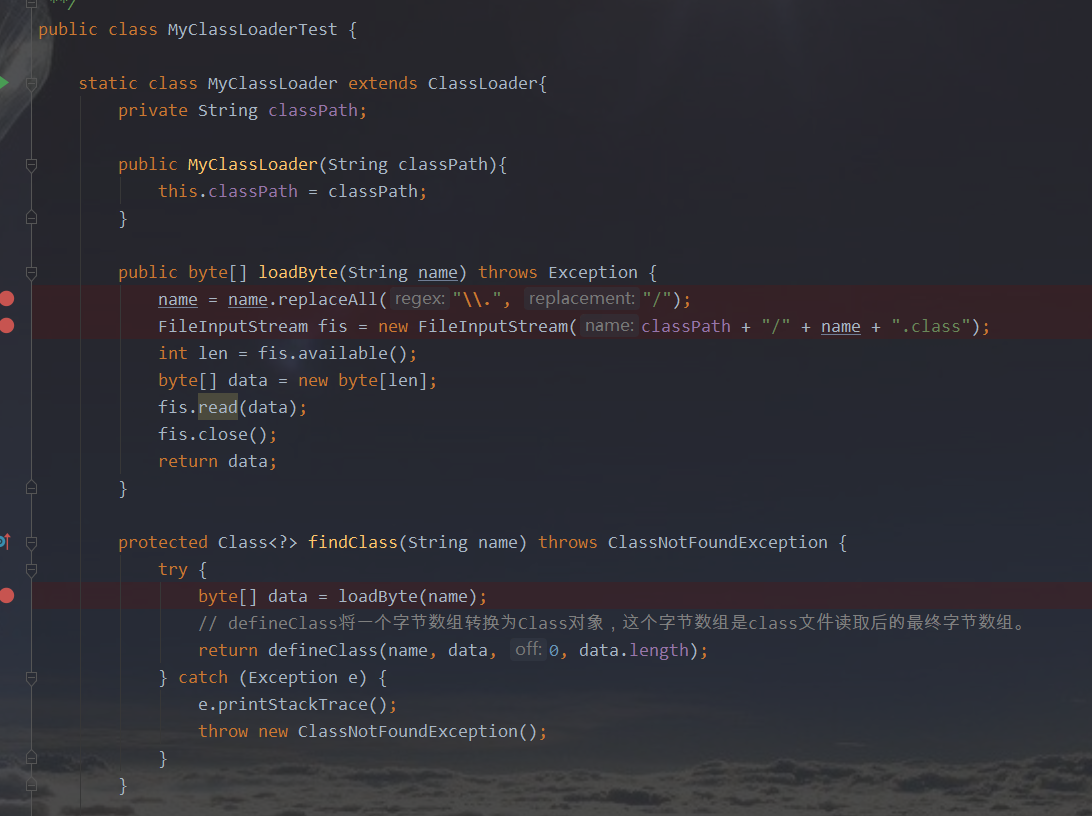 **/
public class MyClassLoaderTest {
static class MyClassLoader extends ClassLoader{
private String classPath;
public MyClassLoader(String classPath){
this.classPath = classPath;
}
public byte[] loadByte(String name) throws Exception {
name = name.replaceAll( regex: "\\.", replacement: "/");
FileInputStream fis = new FileInputStream( name: classPath + "/" + name + ".class");
int len = fis.available();
byte[] data = new byte[len];
fis.read(data);
fis.close();
return data;
}
protected Class<?> findClass(String name) throws ClassNotFoundException {
try {
byte[] data = loadByte(name);
// defineClass将一个字节数组转换为Class对象，这个字节数组是class文件读取后的最终字节数组。
return defineClass(name, data, off: 0, data.length);
} catch (Exception e) {
e.printStackTrace();
throw new ClassNotFoundException();
}
}